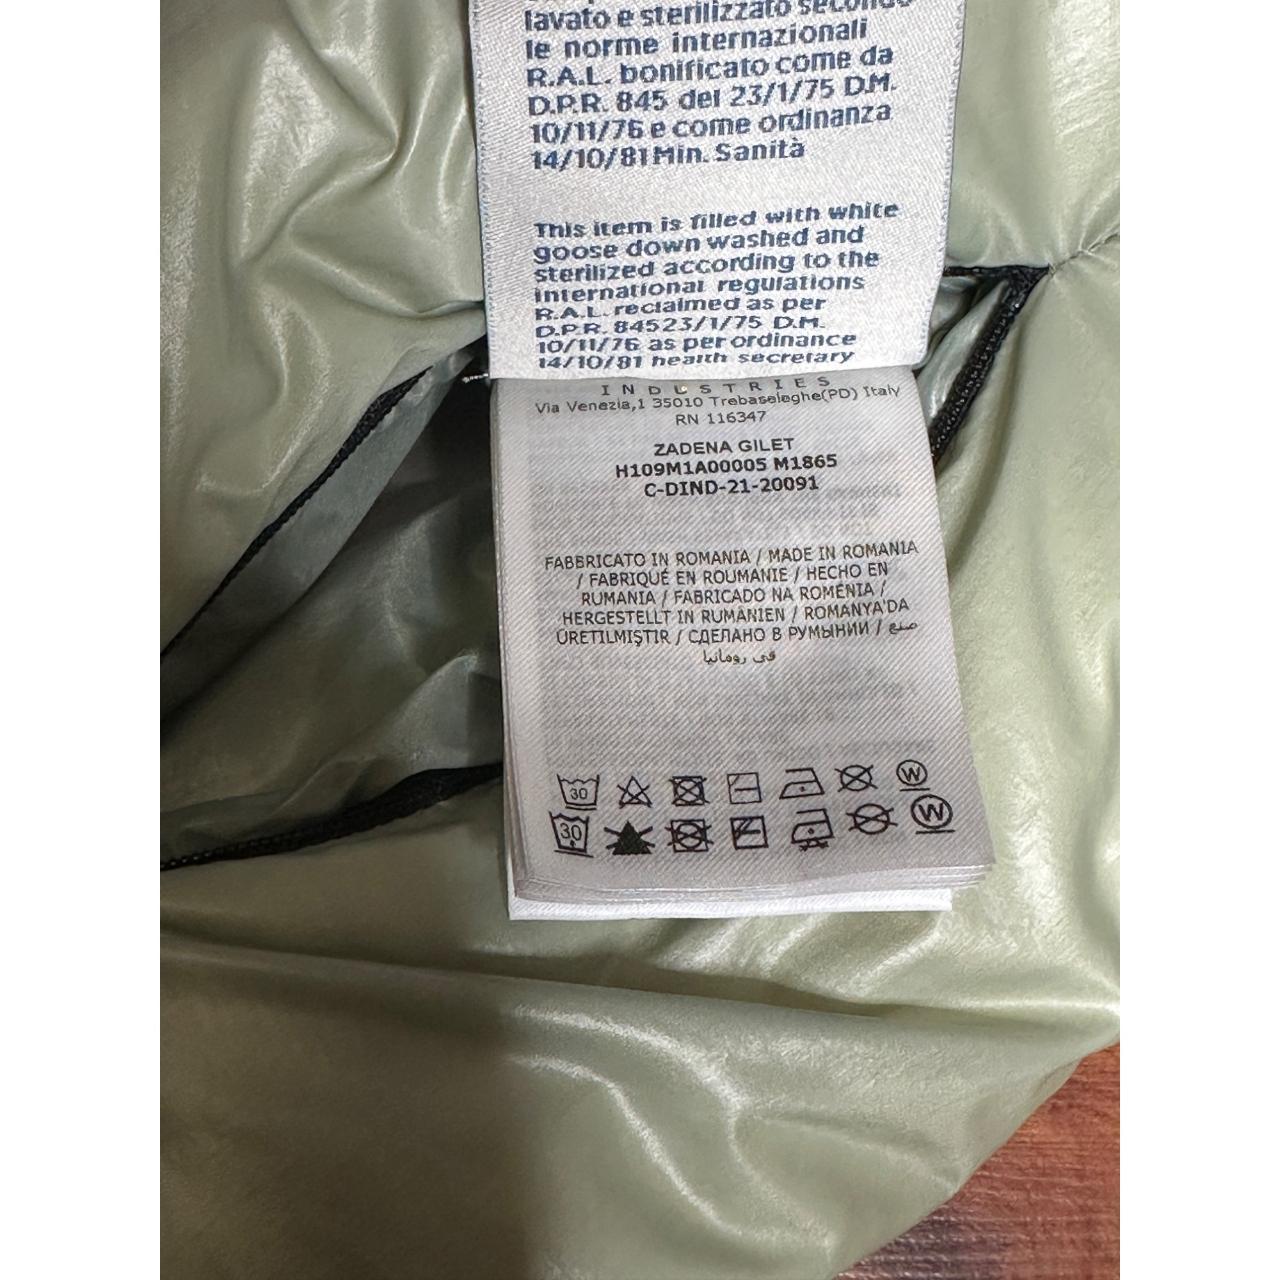 lavato e sterilizzato secondo
le norme internazionali
R.A.L. bonificato come da
D.P.R. 845 del 23/1/75 D.M.
10/11/76 e come ordinanza
14/10/81 Min. Sanità
This item is filled with white
goose down washed and
sterilized according to the
international regulations
R.A.L. reclaimed as per
D.P.R. 84523/1/75 D.M.
10/11/76 as per ordinance
14/10/81 health secretary
INDUSTRIES
Via Venezia,1 35010 Trebaseleghe(PD) Italy
RN 116347
ZADENA GILET
H109M1A00005 M1865
C-DIND-21-20091
FABBRICATO IN ROMANIA / MADE IN ROMANIA
/ FABRIQUÉ EN ROUMANIE / HECHO EN
RUMANIA / FABRICADO NA ROMÉNIA /
HERGESTELLT IN RUMÄNIEN / ROMANYA'DA
ÜRETILMIŞTIR / СДЕЛАНО В РУМЫНИИ / صنع
في رومانيا
30 W
30 W